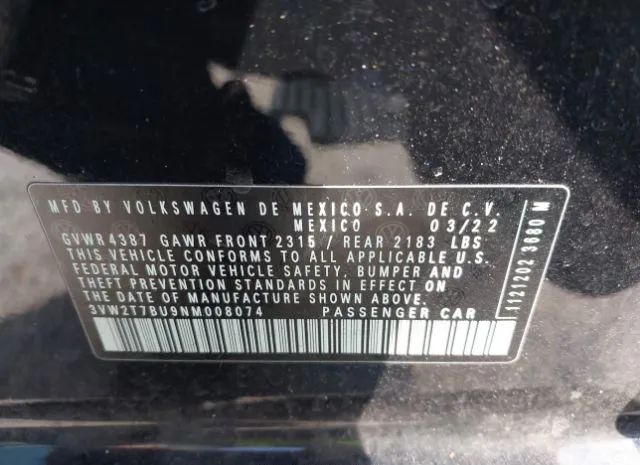 MFD BY VOLKSWAGEN DE MEXICO S.A. DE C.V.
MEXICO 03/22
GVWR 4387 GAWR FRONT 2315 / REAR 2183 LBS
THIS VEHICLE CONFORMS TO ALL APPLICABLE U.S.
FEDERAL MOTOR VEHICLE SAFETY, BUMPER AND
THEFT PREVENTION STANDARDS IN EFFECT ON THE
DATE OF MANUFACTURE SHOWN ABOVE.
3VW2T7BU9NM008074 PASSENGER CAR
1121202 3680 M